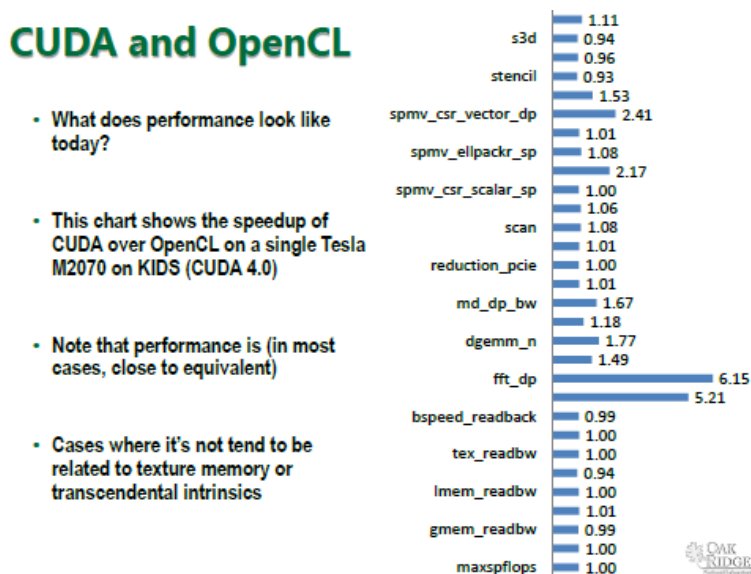 CUDA and OpenCL
• What does performance look like
today?
• This chart shows the speedup of
CUDA over OpenCL on a single Tesla
M2070 on KIDS (CUDA 4.0)
• Note that performance is (in most
cases, close to equivalent)
• Cases where it's not tend to be
related to texture memory or
transcendental intrinsics
1.11
s3d 0.94
0.96
stencil 0.93
1.53
spmv_csr_vector_dp 2.41
1.01
spmv_ellpackr_sp 1.08
2.17
spmv_csr_scalar_sp 1.00
1.06
scan 1.08
1.01
reduction_pcie 1.00
1.01
md_dp_bw 1.67
1.18
dgemm_n 1.77
1.49
fft_dp 6.15
5.21
bspeed_readback 0.99
1.00
tex_readbw 1.00
0.94
lmem_readbw 1.00
1.01
gmem_readbw 0.99
1.00
maxspflops 1.00
OAK
RIDGE